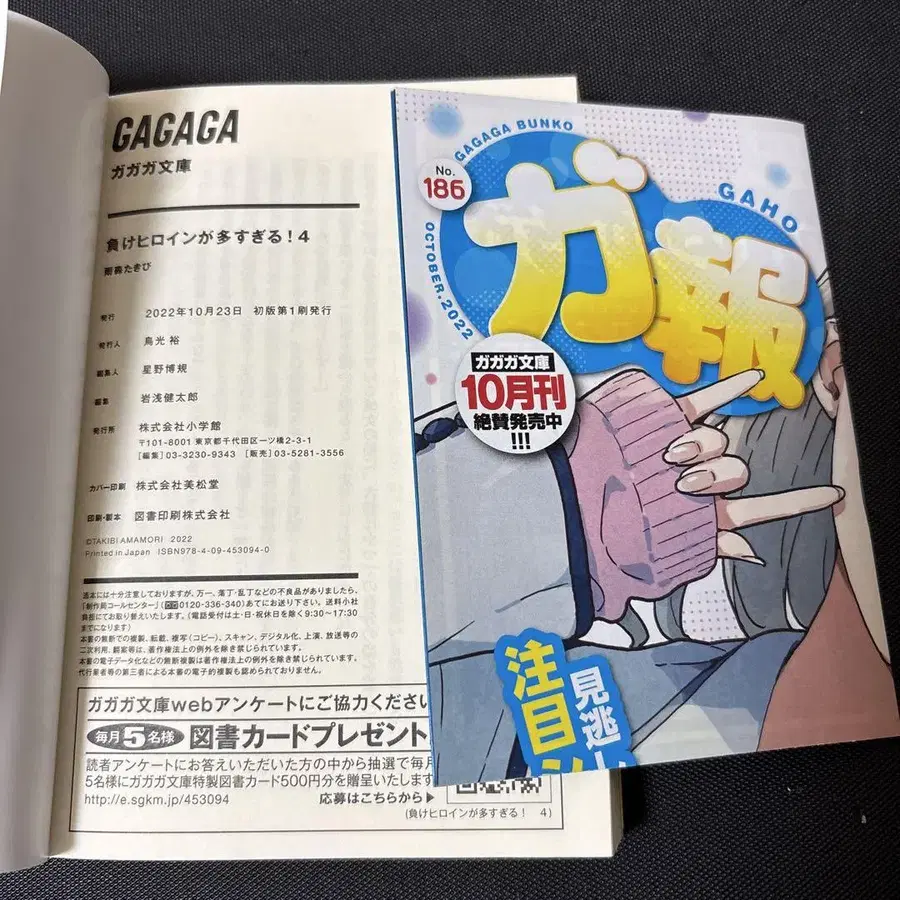 GAGAGA
ガガガ文庫
負けヒロインが多すぎる!4
雨森たきび
発行 2022年10月23日 初版第1刷発行
発行人 鳥光 裕
編集人 星野博規
編集 岩浅健太郎
発行所 株式会社小学館
〒101-8001 東京都千代田区一ツ橋2-3-1
[編集]03-3230-9343 [販売]03-5281-3556
カバー印刷 株式会社美松堂
印刷・製本 図書印刷株式会社
©TAKIBI AMAMORI 2022
Printed in Japan ISBN978-4-09-453094-0
造本には十分注意しておりますが、万一、落丁・乱丁などの不良品がありましたら、
「制作局コールセンター」(0120-336-340)あてにお送り下さい。送料小社
負担にてお取り替えいたします。(電話受付は土・日・祝休日を除く9:30~17:30
までになります)
本書の無断での複製、転載、複写(コピー)、スキャン、デジタル化、上演、放送等の
二次利用、翻案等は、著作権法上の例外を除き禁じられています。
本書の電子データ化などの無断複製は著作権法上の例外を除き禁じられています。
代行業者等の第三者による本書の電子的複製も認められておりません。
ガガガ文庫webアンケートにご協力ください
毎月5名様 図書カードプレゼント
読者アンケートにお答えいただいた方の中から抽選で毎月
5名様にガガガ文庫特製図書カード500円分を贈呈いたします
http://e.sgkm.jp/453094 応募はこちらから▶
(負けヒロインが多すぎる! 4)
GAGAGA BUNKO
No.
186
GAHO
OCTOBER.2022
ガ報
ガガガ文庫
10月刊
絶賛発売中
!!!
見逃
注目